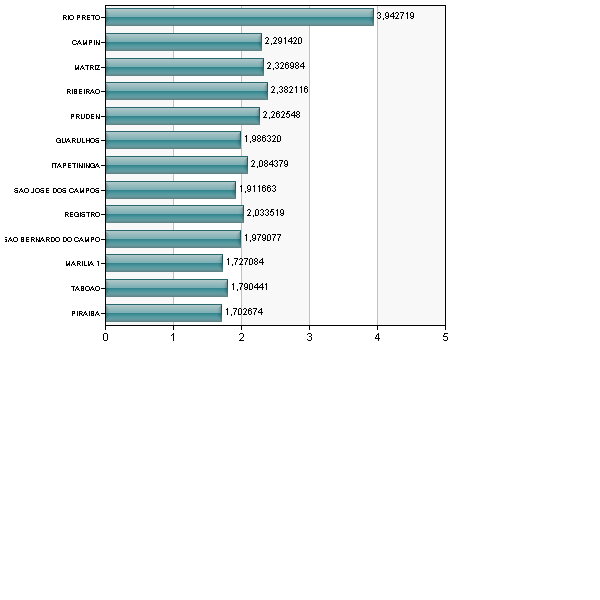 RIO PRETO 3,942719
CAMPIN 2,291420
MATRIZ 2,326984
RIBEIRAO 2,382116
PRUDEN 2,262548
GUARULHOS 1,986320
ITAPETININGA 2,084379
SAO JOSE DOS CAMPOS 1,911663
REGISTRO 2,033519
SAO BERNARDO DO CAMPO 1,979077
MARILIA 1 1,727084
TABOAO 1,790441
PIRAIBA 1,702674
0 1 2 3 4 5